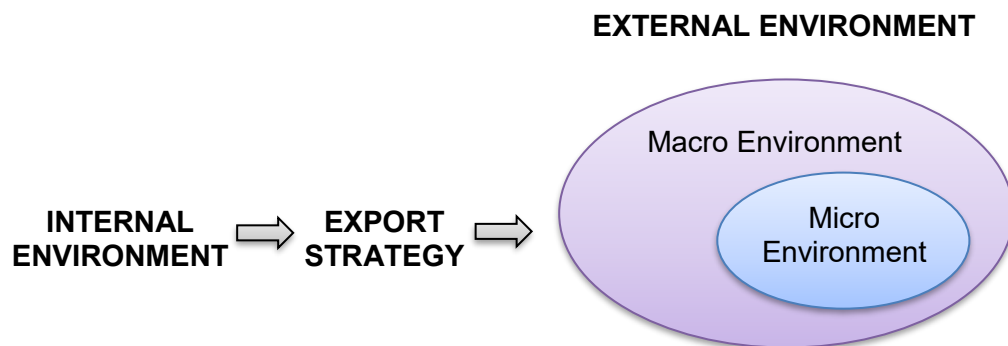 EXTERNAL ENVIRONMENT
Macro Environment
Micro
Environment
INTERNAL
ENVIRONMENT
EXPORT
STRATEGY